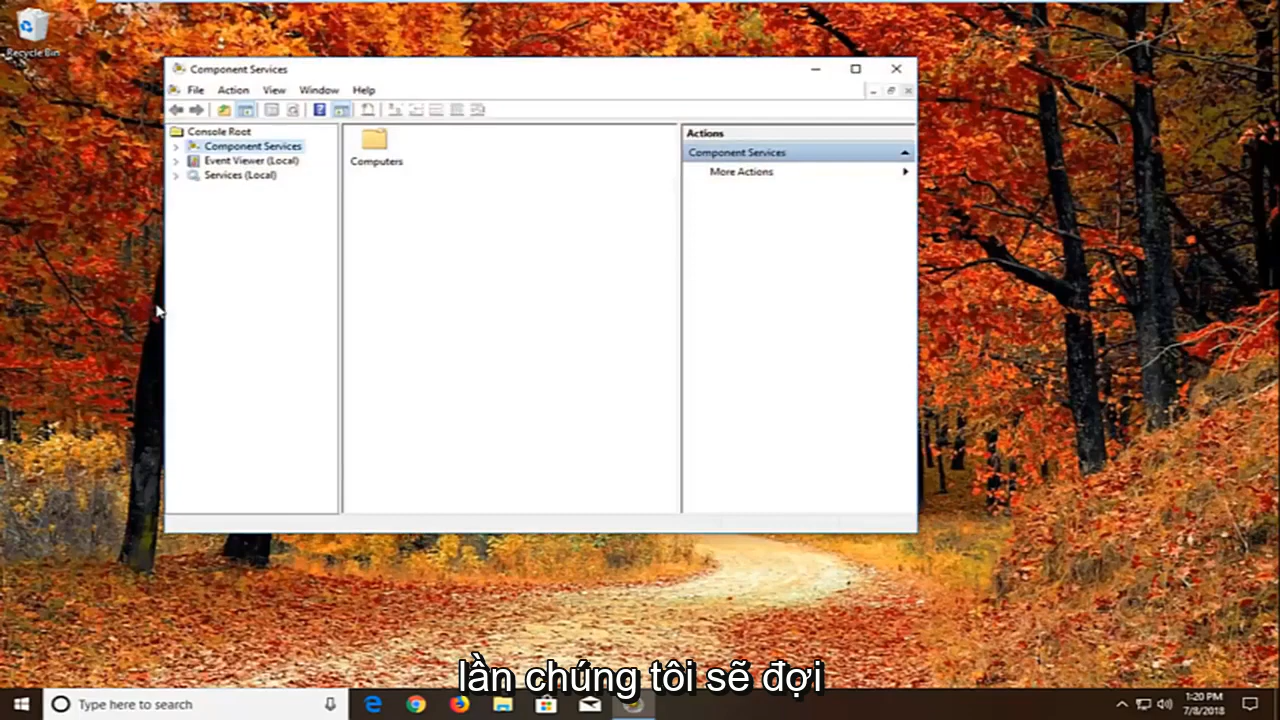 Recycle Bin
Component Services
File Action View Window Help
Console Root
Component Services
Event Viewer (Local)
Services (Local)
Computers
Actions
Component Services
More Actions
lần chúng tôi sẽ đợi
Type here to search
1:20 PM
7/8/2018